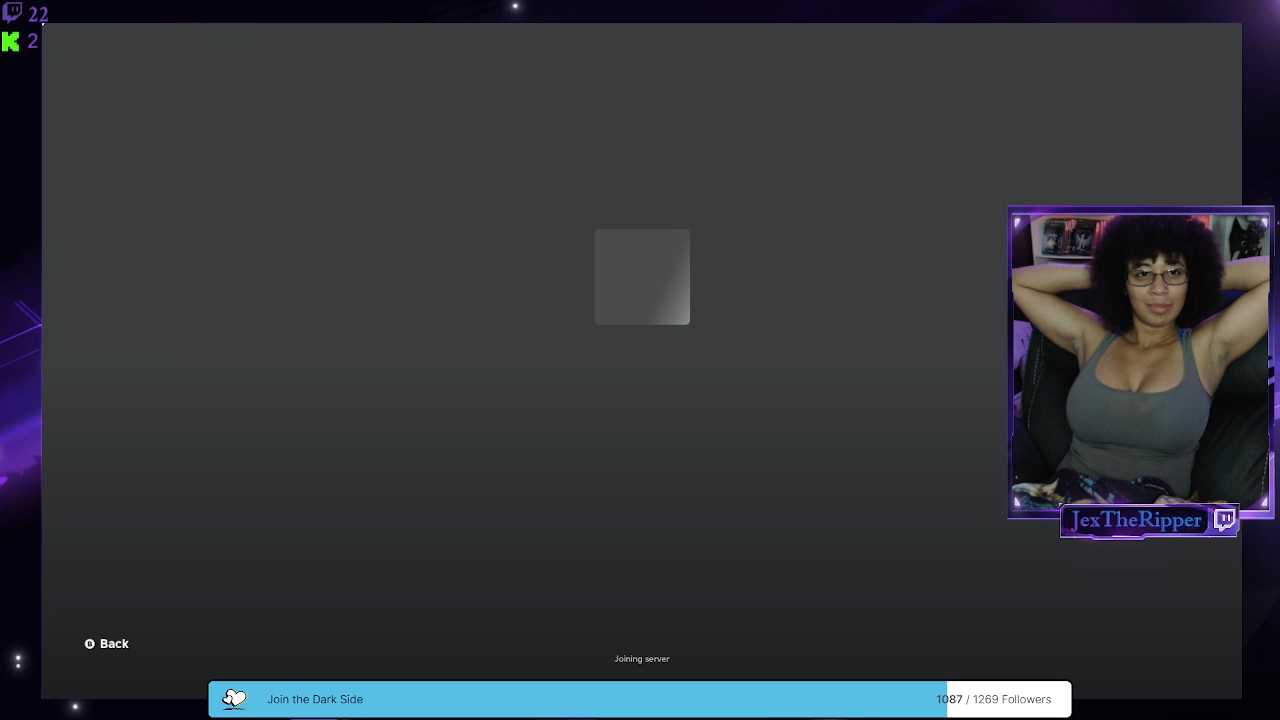 22
2
JexTheRipper
Back
Joining server
Join the Dark Side
1087 / 1269 Followers